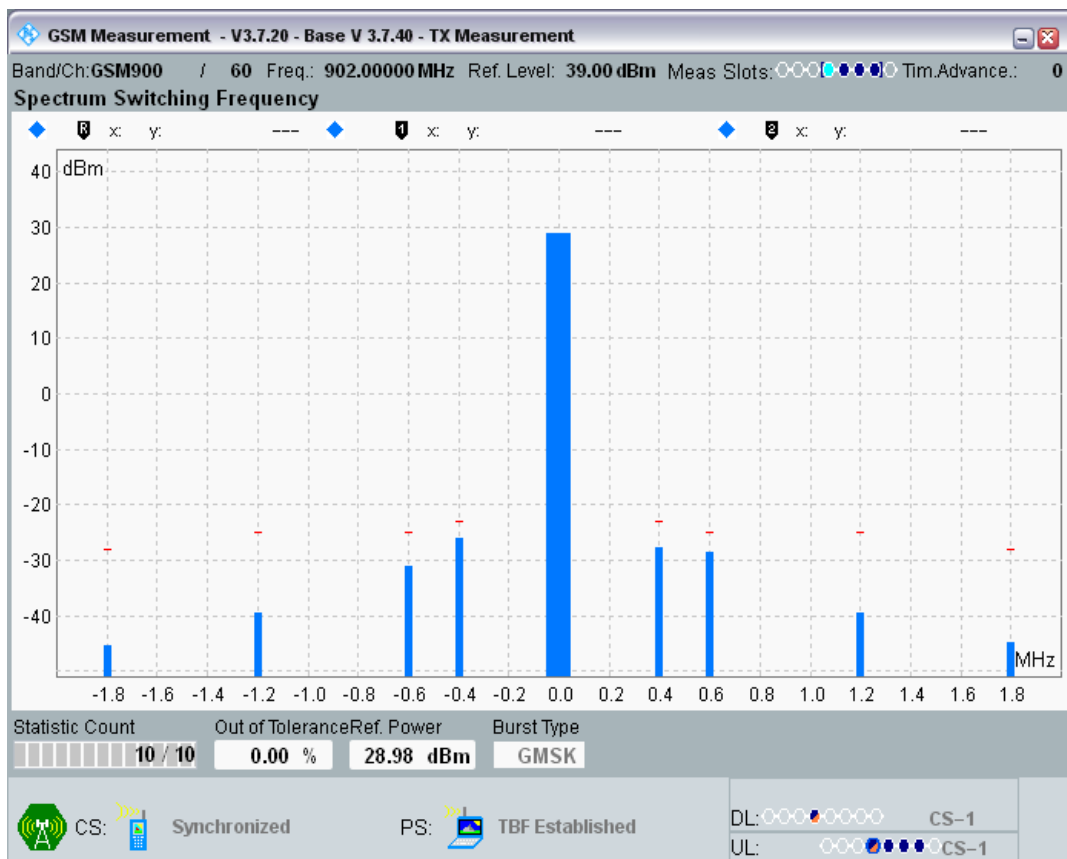 GSM Measurement - V3.7.20 - Base V 3.7.40 - TX Measurement
Band/Ch:GSM900 / 60 Freq.: 902.00000 MHz Ref. Level: 39.00 dBm Meas Slots: Tim.Advance.: 0
Spectrum Switching Frequency
R x: y: --- 1 x: y: --- 2 x: y: ---
dBm
40
30
20
10
0
-10
-20
-30
-40
MHz
-1.8 -1.6 -1.4 -1.2 -1.0 -0.8 -0.6 -0.4 -0.2 0.0 0.2 0.4 0.6 0.8 1.0 1.2 1.4 1.6 1.8
Statistic Count Out of Tolerance Ref. Power Burst Type
10 / 10 0.00 % 28.98 dBm GMSK
CS: Synchronized PS: TBF Established
DL: CS-1
UL: CS-1